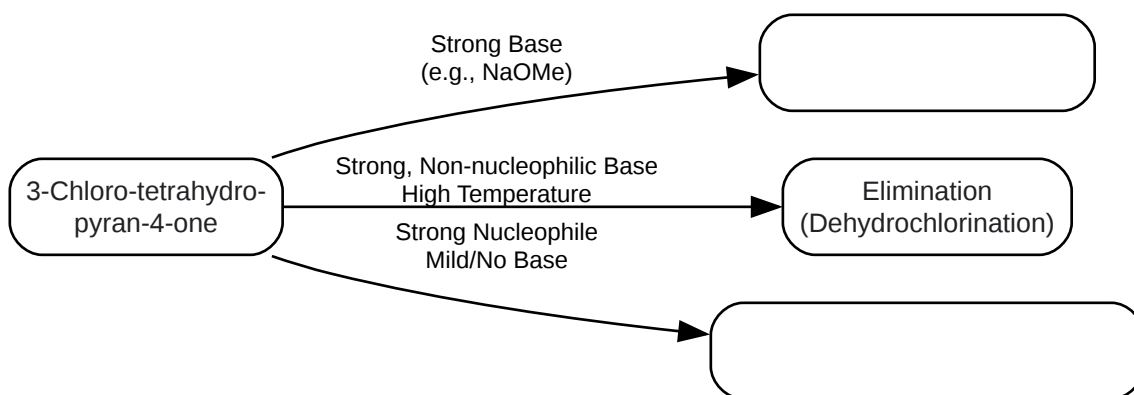 Strong Base
(e.g., NaOMe)
3-Chloro-tetrahydro-
pyran-4-one
Strong, Non-nucleophilic Base
High Temperature
Elimination
(Dehydrochlorination)
Strong Nucleophile
Mild/No Base